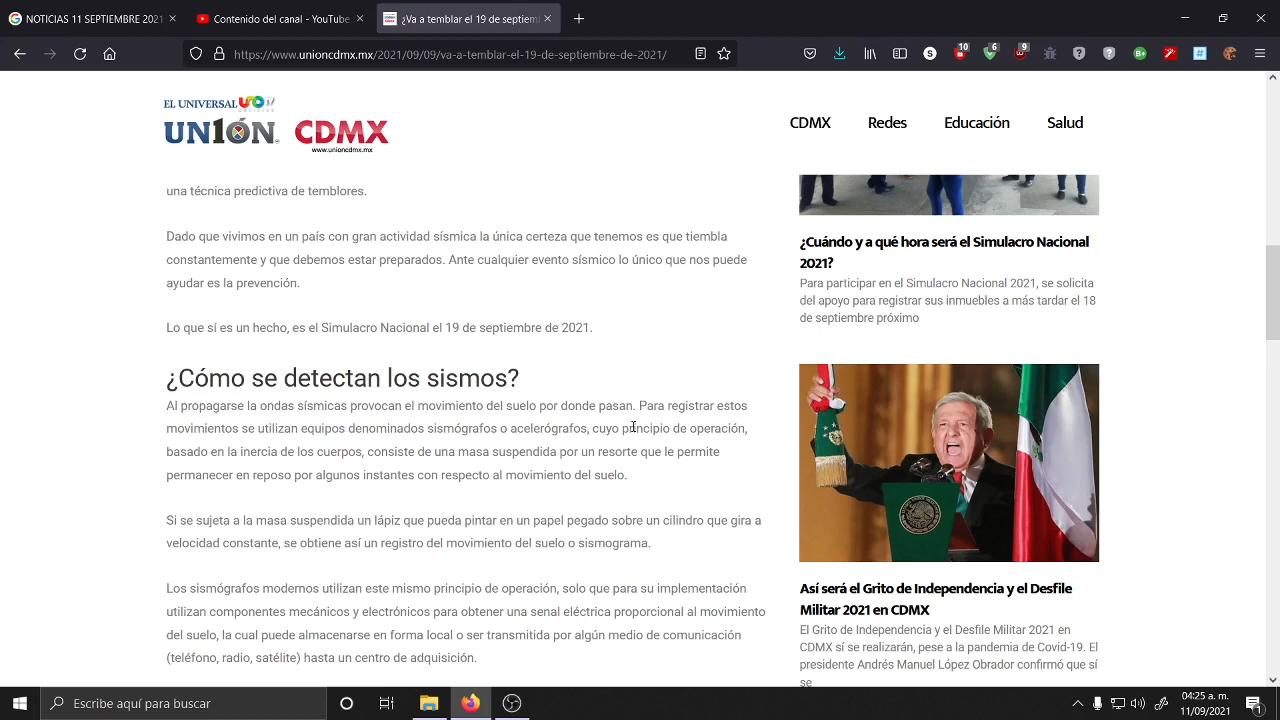 NOTICIAS 11 SEPTIEMBRE 2021
Contenido del canal - YouTube
¿Va a temblar el 19 de septiem
https://www.unioncdmx.mx/2021/09/09/va-a-temblar-el-19-de-septiembre-de-2021/
10
6
9
EL UNIVERSAL UNO TV
UN1ÓN CDMX
www.unioncdmx.mx
CDMX
Redes
Educación
Salud
una técnica predictiva de temblores.
Dado que vivimos en un país con gran actividad sísmica la única certeza que tenemos es que tiembla
constantemente y que debemos estar preparados. Ante cualquier evento sísmico lo único que nos puede
ayudar es la prevención.
Lo que sí es un hecho, es el Simulacro Nacional el 19 de septiembre de 2021.
¿Cómo se detectan los sismos?
Al propagarse la ondas sísmicas provocan el movimiento del suelo por donde pasan. Para registrar estos
movimientos se utilizan equipos denominados sismógrafos o acelerógrafos, cuyo principio de operación,
basado en la inercia de los cuerpos, consiste de una masa suspendida por un resorte que le permite
permanecer en reposo por algunos instantes con respecto al movimiento del suelo.
Si se sujeta a la masa suspendida un lápiz que pueda pintar en un papel pegado sobre un cilindro que gira a
velocidad constante, se obtiene así un registro del movimiento del suelo o sismograma.
Los sismógrafos modernos utilizan este mismo principio de operación, solo que para su implementación
utilizan componentes mecánicos y electrónicos para obtener una senal eléctrica proporcional al movimiento
del suelo, la cual puede almacenarse en forma local o ser transmitida por algún medio de comunicación
(teléfono, radio, satélite) hasta un centro de adquisición.
¿Cuándo y a qué hora será el Simulacro Nacional
2021?
Para participar en el Simulacro Nacional 2021, se solicita
del apoyo para registrar sus inmuebles a más tardar el 18
de septiembre próximo
Así será el Grito de Independencia y el Desfile
Militar 2021 en CDMX
El Grito de Independencia y el Desfile Militar 2021 en
CDMX sí se realizarán, pese a la pandemia de Covid-19. El
presidente Andrés Manuel López Obrador confirmó que sí
se
Escribe aquí para buscar
04:25 a. m.
11/09/2021
1